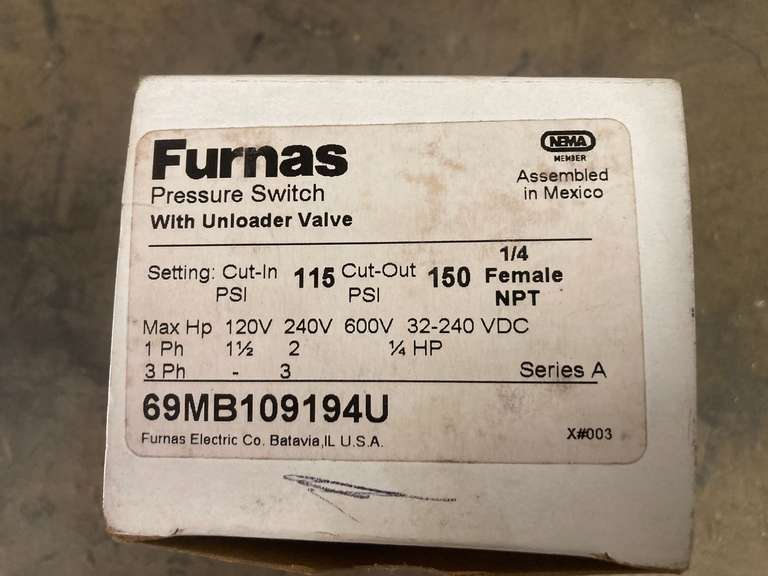 Furnas
NEMA
MEMBER
Pressure Switch
With Unloader Valve
Assembled
in Mexico
Setting: Cut-In PSI 115 Cut-Out PSI 150 1/4 Female NPT
Max Hp 120V 240V 600V 32-240 VDC
1 Ph 1½ 2 ¼ HP
3 Ph - 3 Series A
69MB109194U
Furnas Electric Co. Batavia,IL U.S.A. X#003